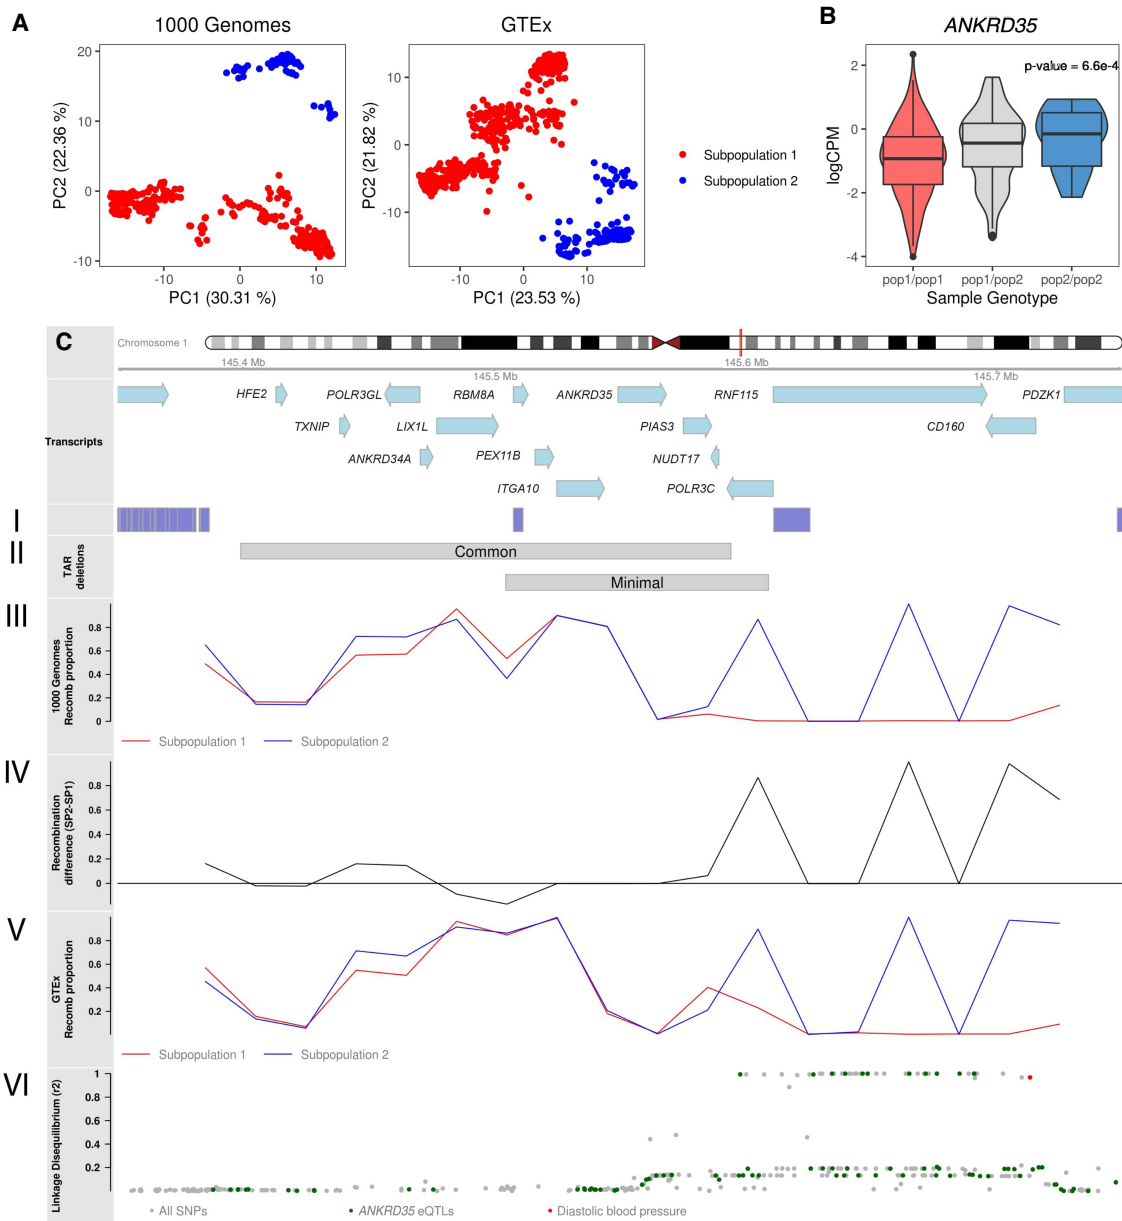 A
1000 Genomes
GTEx
20
10
0
-10
PC2 (22.36 %)
-10
0
10
PC1 (30.31 %)
10
0
-10
PC2 (21.82 %)
-10
0
10
PC1 (23.53 %)
Subpopulation 1
Subpopulation 2
B
ANKRD35
p-value = 6.6e-4
2
0
-2
-4
logCPM
pop1/pop1
pop1/pop2
pop2/pop2
Sample Genotype
C
Chromosome 1
145.4 Mb
145.5 Mb
145.6 Mb
145.7 Mb
Transcripts
HFE2
POLR3GL
RBM8A
ANKRD35
RNF115
PDZK1
TXNIP
LIX1L
PIAS3
CD160
ANKRD34A
PEX11B
NUDT17
ITGA10
POLR3C
I
II
TAR
deletions
Common
Minimal
III
1000 Genomes
Recomb proportion
0.8
0.6
0.4
0.2
0
Subpopulation 1
Subpopulation 2
IV
Recombination
difference (SP2-SP1)
0.8
0.6
0.4
0.2
0
V
GTEx
Recomb proportion
0.8
0.6
0.4
0.2
Subpopulation 1
Subpopulation 2
VI
Linkage Disequilibrium (r2)
1
0.8
0.6
0.4
0.2
All SNPs
ANKRD35 eQTLs
Diastolic blood pressure